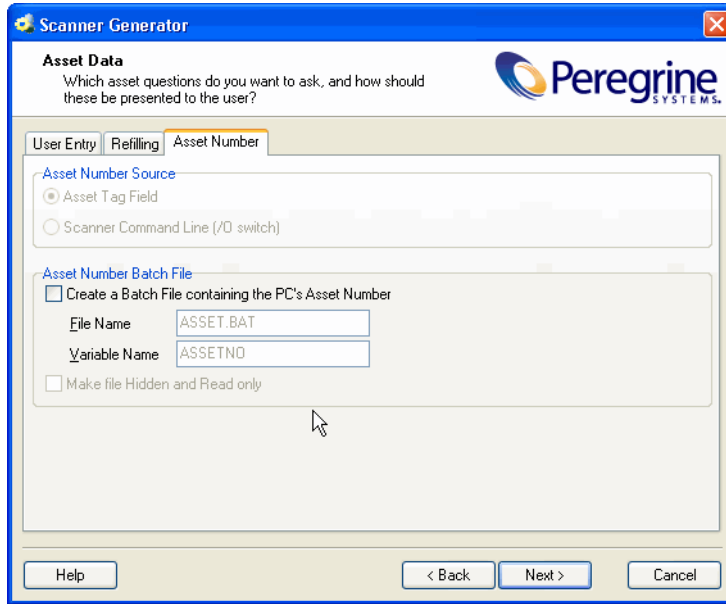 Scanner Generator
Asset Data
Which asset questions do you want to ask, and how should
these be presented to the user?
Peregrine
SYSTEMS.
User Entry
Refilling
Asset Number
Asset Number Source
Asset Tag Field
Scanner Command Line (/O switch)
Asset Number Batch File
Create a Batch File containing the PC's Asset Number
File Name
ASSET.BAT
Variable Name
ASSETNO
Make file Hidden and Read only
Help
< Back
Next >
Cancel